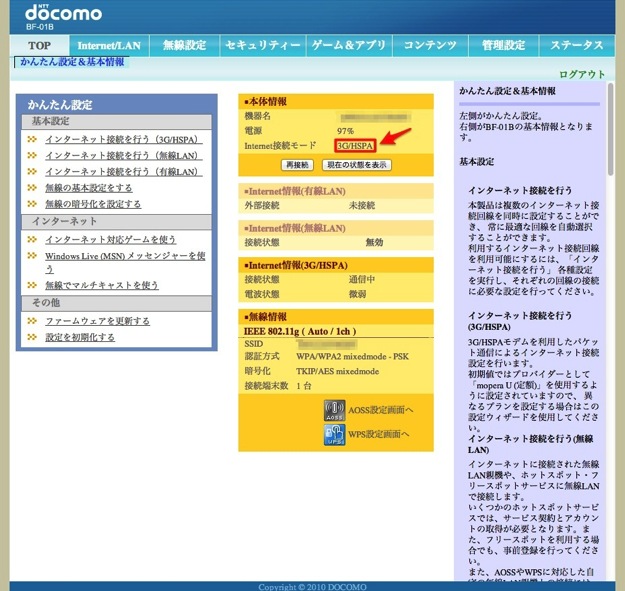 NTT
docomo
BF-01B
TOP
Internet/LAN
無線設定
セキュリティー
ゲーム＆アプリ
コンテンツ
管理設定
ステータス
かんたん設定＆基本情報
ログアウト
かんたん設定
基本設定
インターネット接続を行う（3G/HSPA）
インターネット接続を行う（無線LAN）
インターネット接続を行う（有線LAN）
無線の基本設定をする
無線の暗号化を設定する
インターネット
インターネット対応ゲームを使う
Windows Live (MSN) メッセンジャーを使
う
無線でマルチキャストを使う
その他
ファームウェアを更新する
設定を初期化する
■本体情報
機器名
電源 97%
Internet接続モード 3G/HSPA
再接続 現在の状態を表示
■Internet情報(有線LAN)
外部接続 未接続
■Internet情報(無線LAN)
接続状態 無効
■Internet情報(3G/HSPA)
接続状態 通信中
電波状態 微弱
■無線情報
IEEE 802.11g ( Auto / 1ch )
SSID
認証方式 WPA/WPA2 mixedmode - PSK
暗号化 TKIP/AES mixedmode
接続端末数 1 台
AOSS
AOSS設定画面へ
WPS設定画面へ
かんたん設定＆基本情報
左側がかんたん設定。
右側がBF-01Bの基本情報となりま
す。
基本設定
インターネット接続を行う
本製品は複数のインターネット接
続回線を同時に設定することがで
き、常に最適な回線を自動選択
することができます。
利用するインターネット接続回線
を利用可能にするには、「インタ
ーネット接続を行う」 各種設定
を実行し、それぞれの回線の接続
に必要な設定を行ってください。
インターネット接続を行う
(3G/HSPA)
3G/HSPAモデムを利用したパケッ
ト通信によるインターネット接続
設定を行います。
初期値ではプロバイダーとして
「mopera U (定額)」を使用するよ
うに設定されていますので、 異
なるプランを設定する場合はこの
設定ウィザードを使用してくださ
い。
インターネット接続を行う(無線
LAN)
インターネットに接続された無線
LAN親機や、ホットスポット・フ
リースポットサービスに無線LAN
で接続します。
いくつかのホットスポットサービ
スでは、サービス契約とアカウン
トの取得が必要となります。ま
た、フリースポットを利用する場
合でも、事前登録を行ってくださ
い。
また、AOSSやWPSに対応した自
Copyright © 2010 DOCOMO